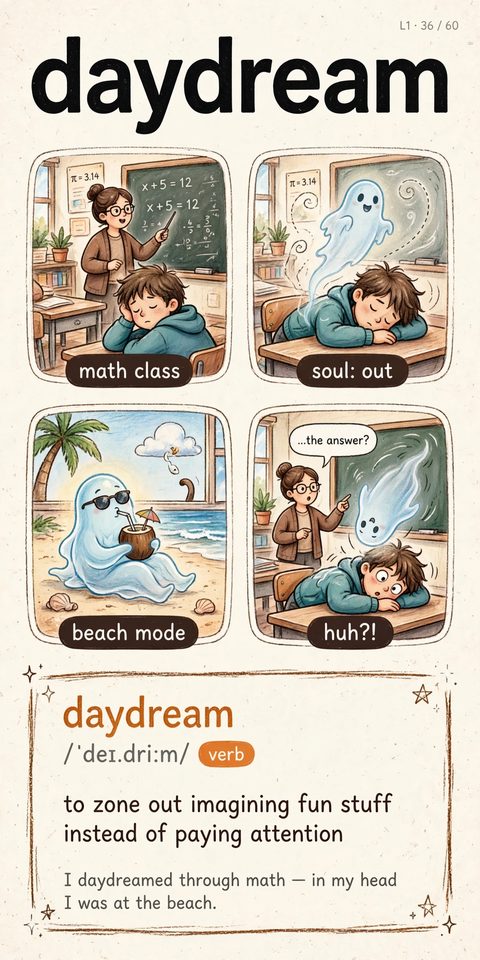 L1 · 36 / 60
daydream
π = 3.14
x + 5 = 12
x + 5 = 12
math class
π = 3.14
soul: out
beach mode
...the answer?
huh?!
daydream
/ˈdeɪ.driːm/ verb
to zone out imagining fun stuff
instead of paying attention
I daydreamed through math — in my head
I was at the beach.